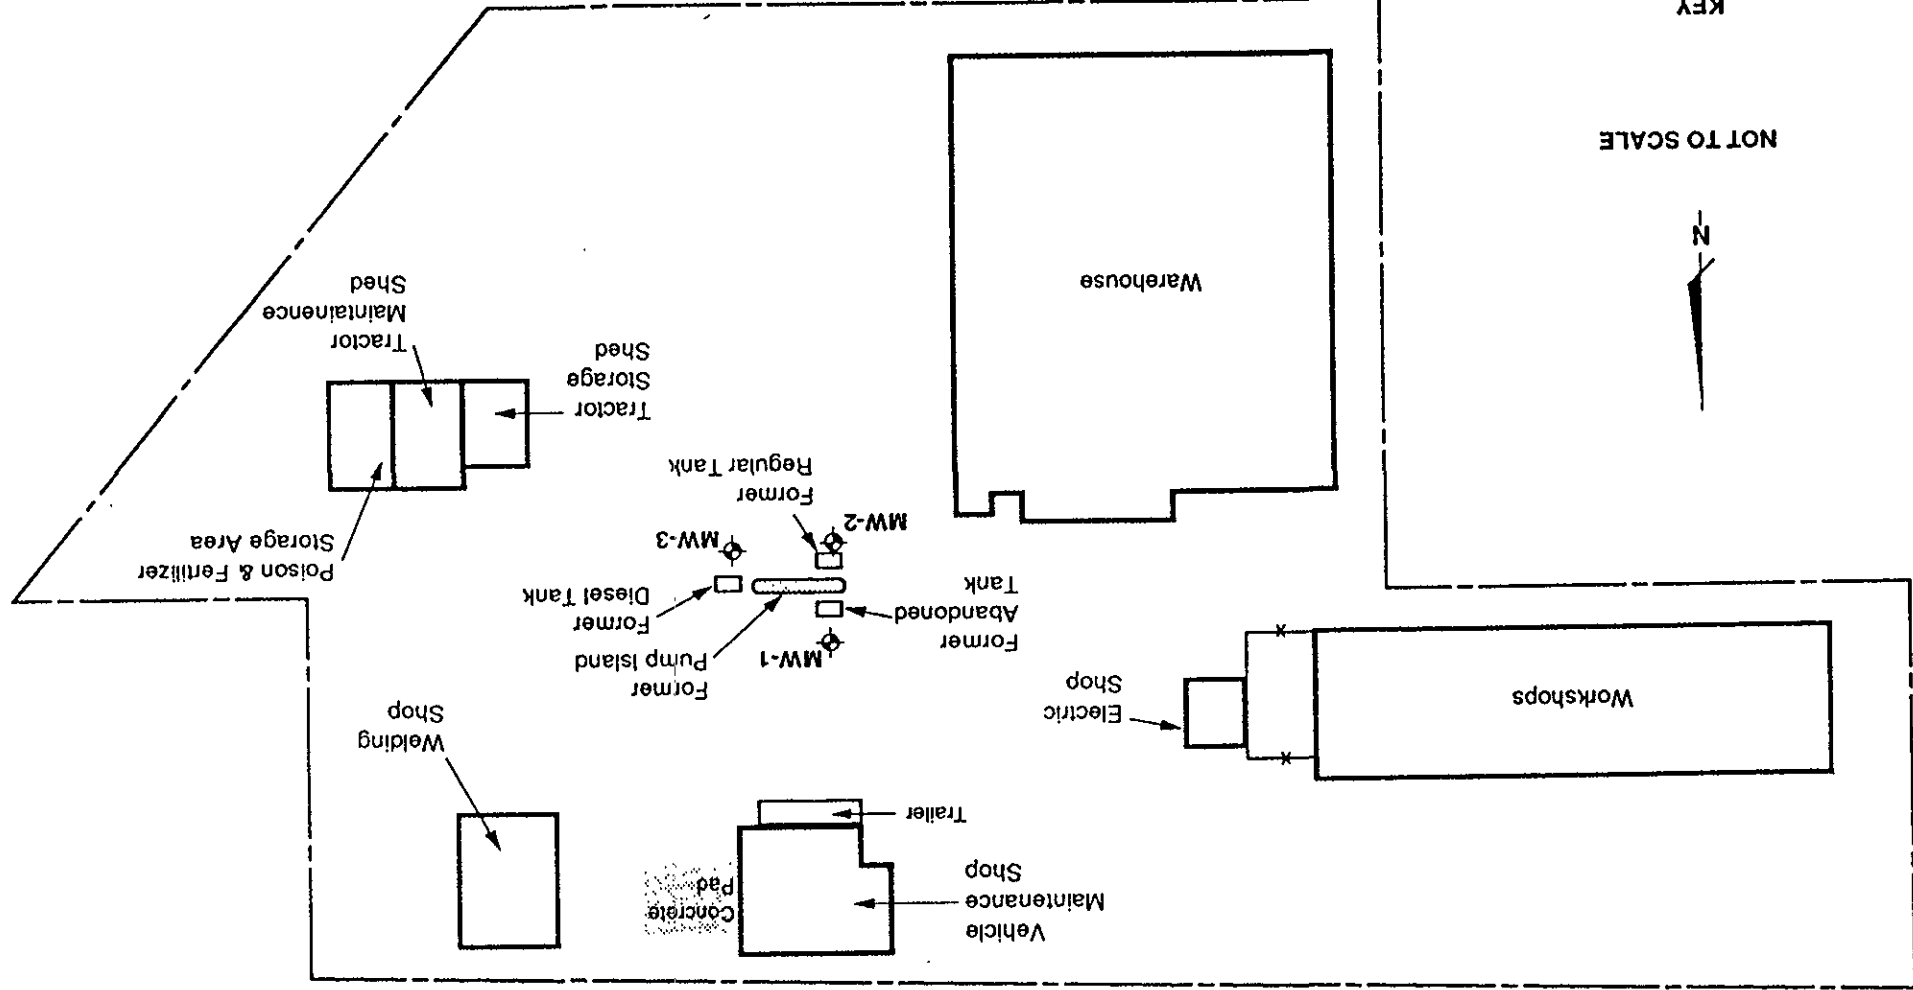 Vehicle
Maintenance
Shop
Concrete
Pad
Trailer
Welding
Shop
Workshops
Electric
Shop
Former
Pump Island
MW-1
Former
Abandoned
Tank
Former
Diesel Tank
MW-2
MW-3
Former
Regular Tank
Poison & Fertilizer
Storage Area
Tractor
Storage
Shed
Tractor
Maintainence
Shed
Warehouse
N
NOT TO SCALE
KEY